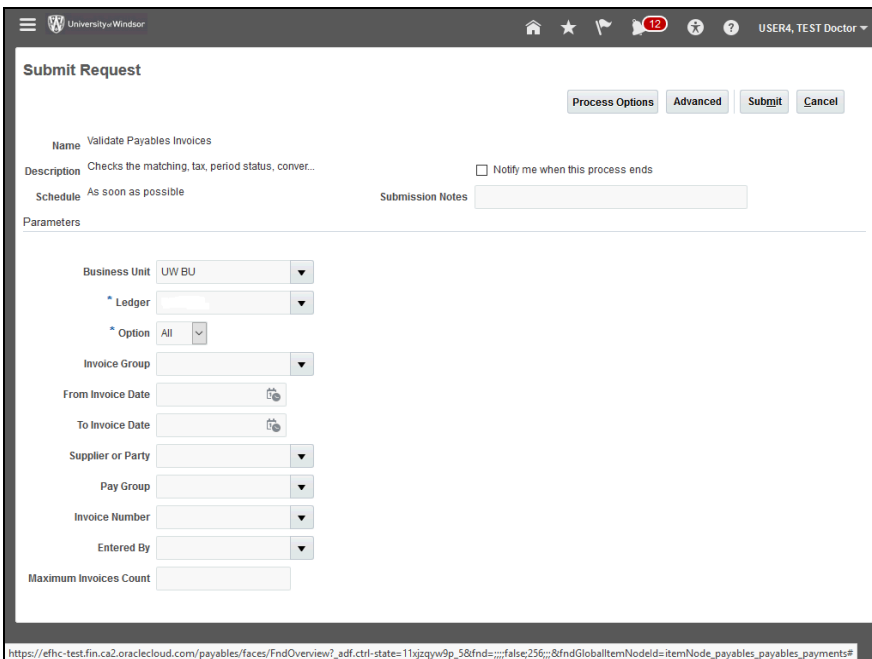 University of Windsor
12
USER4, TEST Doctor
Submit Request
Process Options
Advanced
Submit
Cancel
Name Validate Payables Invoices
Description Checks the matching, tax, period status, conver...
Notify me when this process ends
Schedule As soon as possible
Submission Notes
Parameters
Business Unit UW BU
* Ledger
* Option All
Invoice Group
From Invoice Date
To Invoice Date
Supplier or Party
Pay Group
Invoice Number
Entered By
Maximum Invoices Count
https://efhc-test.fin.ca2.oraclecloud.com/payables/faces/FndOverview?_adf.ctrl-state=11xjzqyw9p_5&fnd=;;;;false;256;;;&fndGlobalItemNodeId=itemNode_payables_payables_payments#